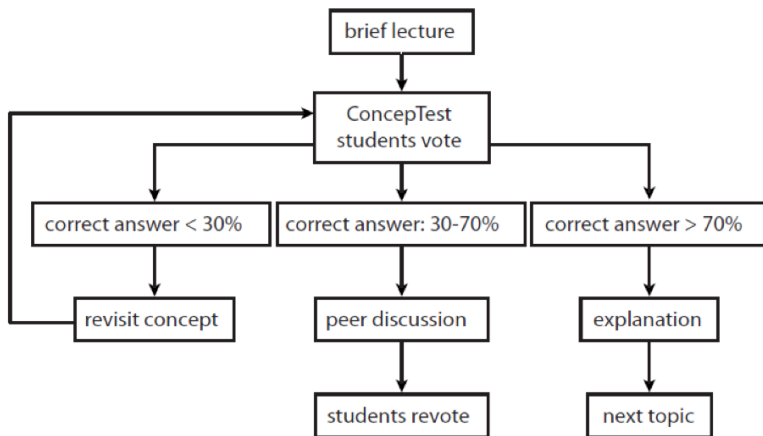 brief lecture
ConcepTest
students vote
correct answer < 30%
correct answer: 30-70%
correct answer > 70%
revisit concept
peer discussion
explanation
students revote
next topic